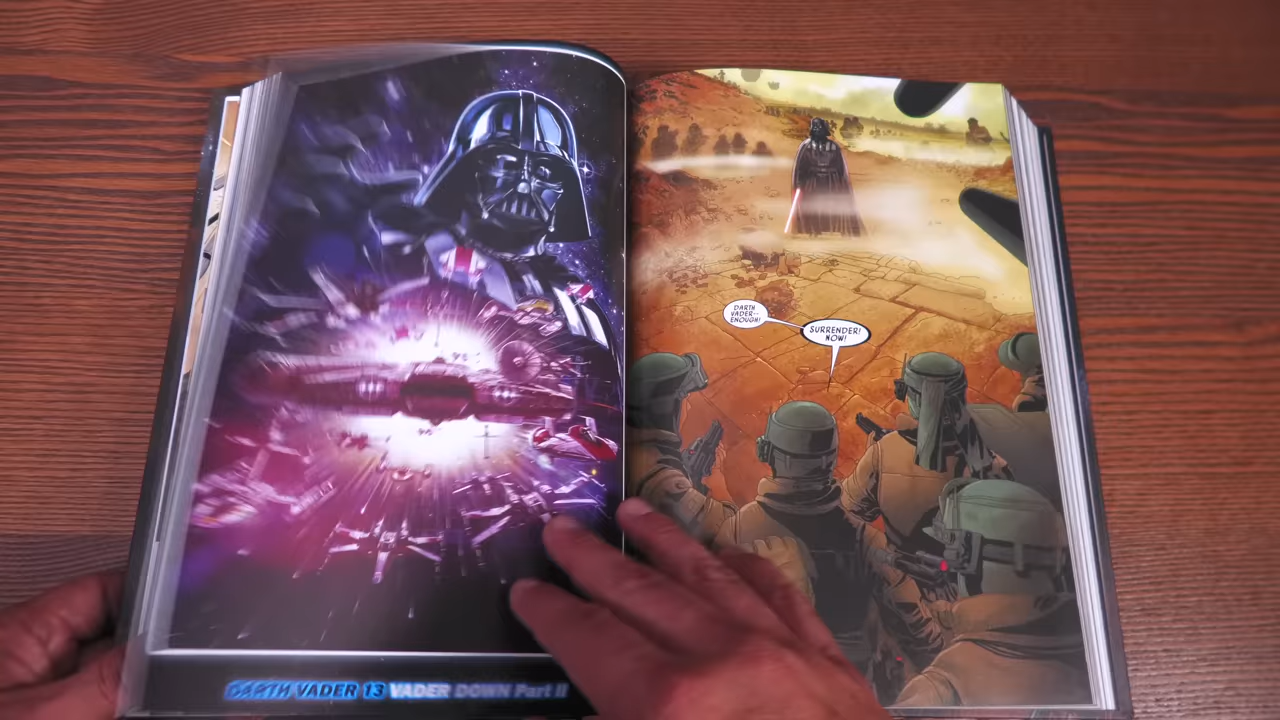 DARTH VADER 13 VADER DOWN Part II
DARTH
VADER--
ENOUGH!
SURRENDER!
NOW!